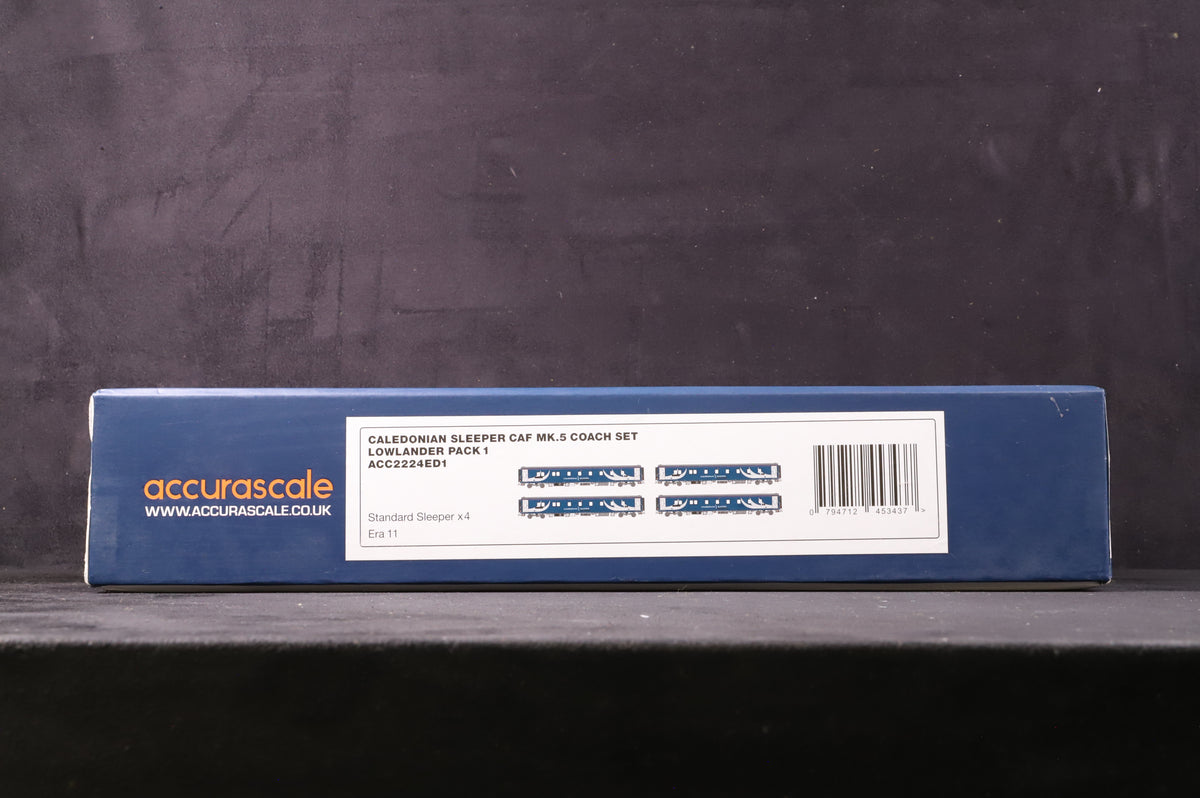 accurascale
WWW.ACCURASCALE.CO.UK
CALEDONIAN SLEEPER CAF MK.5 COACH SET
LOWLANDER PACK 1
ACC2224ED1
Standard Sleeper x4
Era 11
0 794712 453437 >